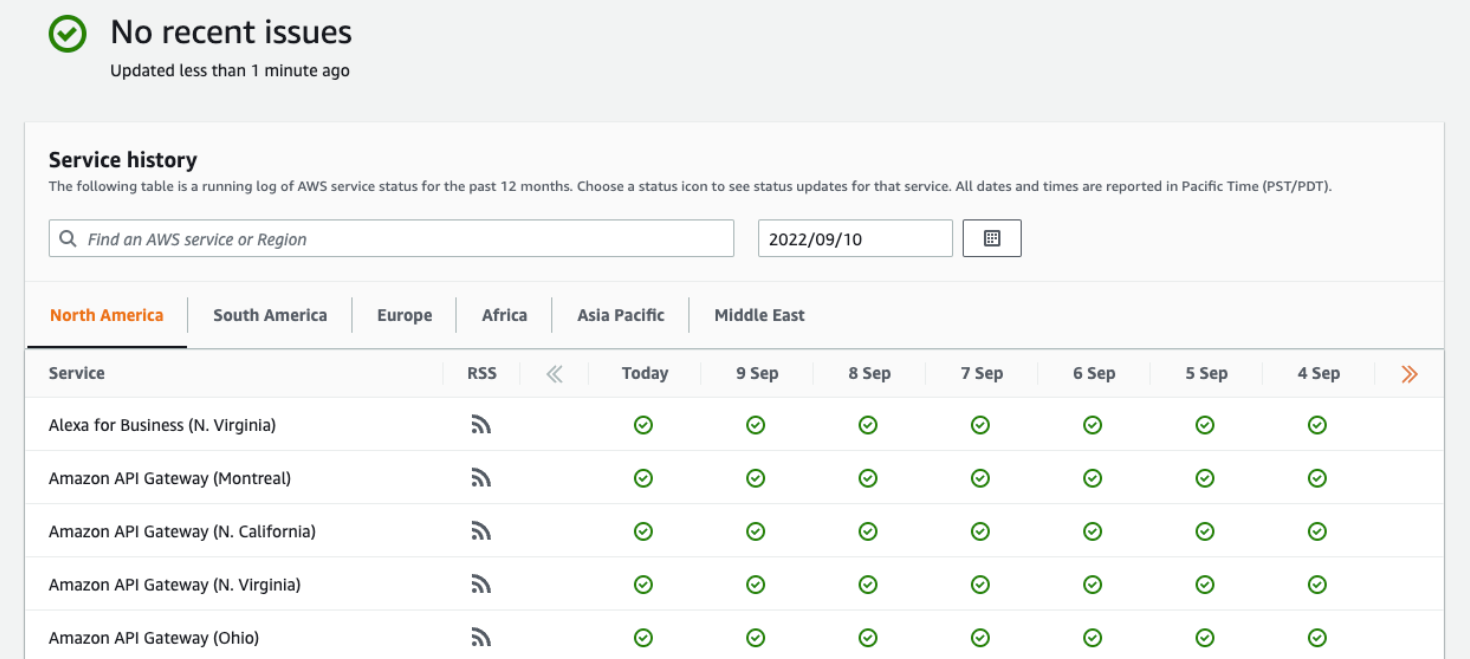 No recent issues
Updated less than 1 minute ago
Service history
The following table is a running log of AWS service status for the past 12 months. Choose a status icon to see status updates for that service. All dates and times are reported in Pacific Time (PST/PDT).
Find an AWS service or Region 2022/09/10
North America South America Europe Africa Asia Pacific Middle East
Service RSS Today 9 Sep 8 Sep 7 Sep 6 Sep 5 Sep 4 Sep
Alexa for Business (N. Virginia)
Amazon API Gateway (Montreal)
Amazon API Gateway (N. California)
Amazon API Gateway (N. Virginia)
Amazon API Gateway (Ohio)